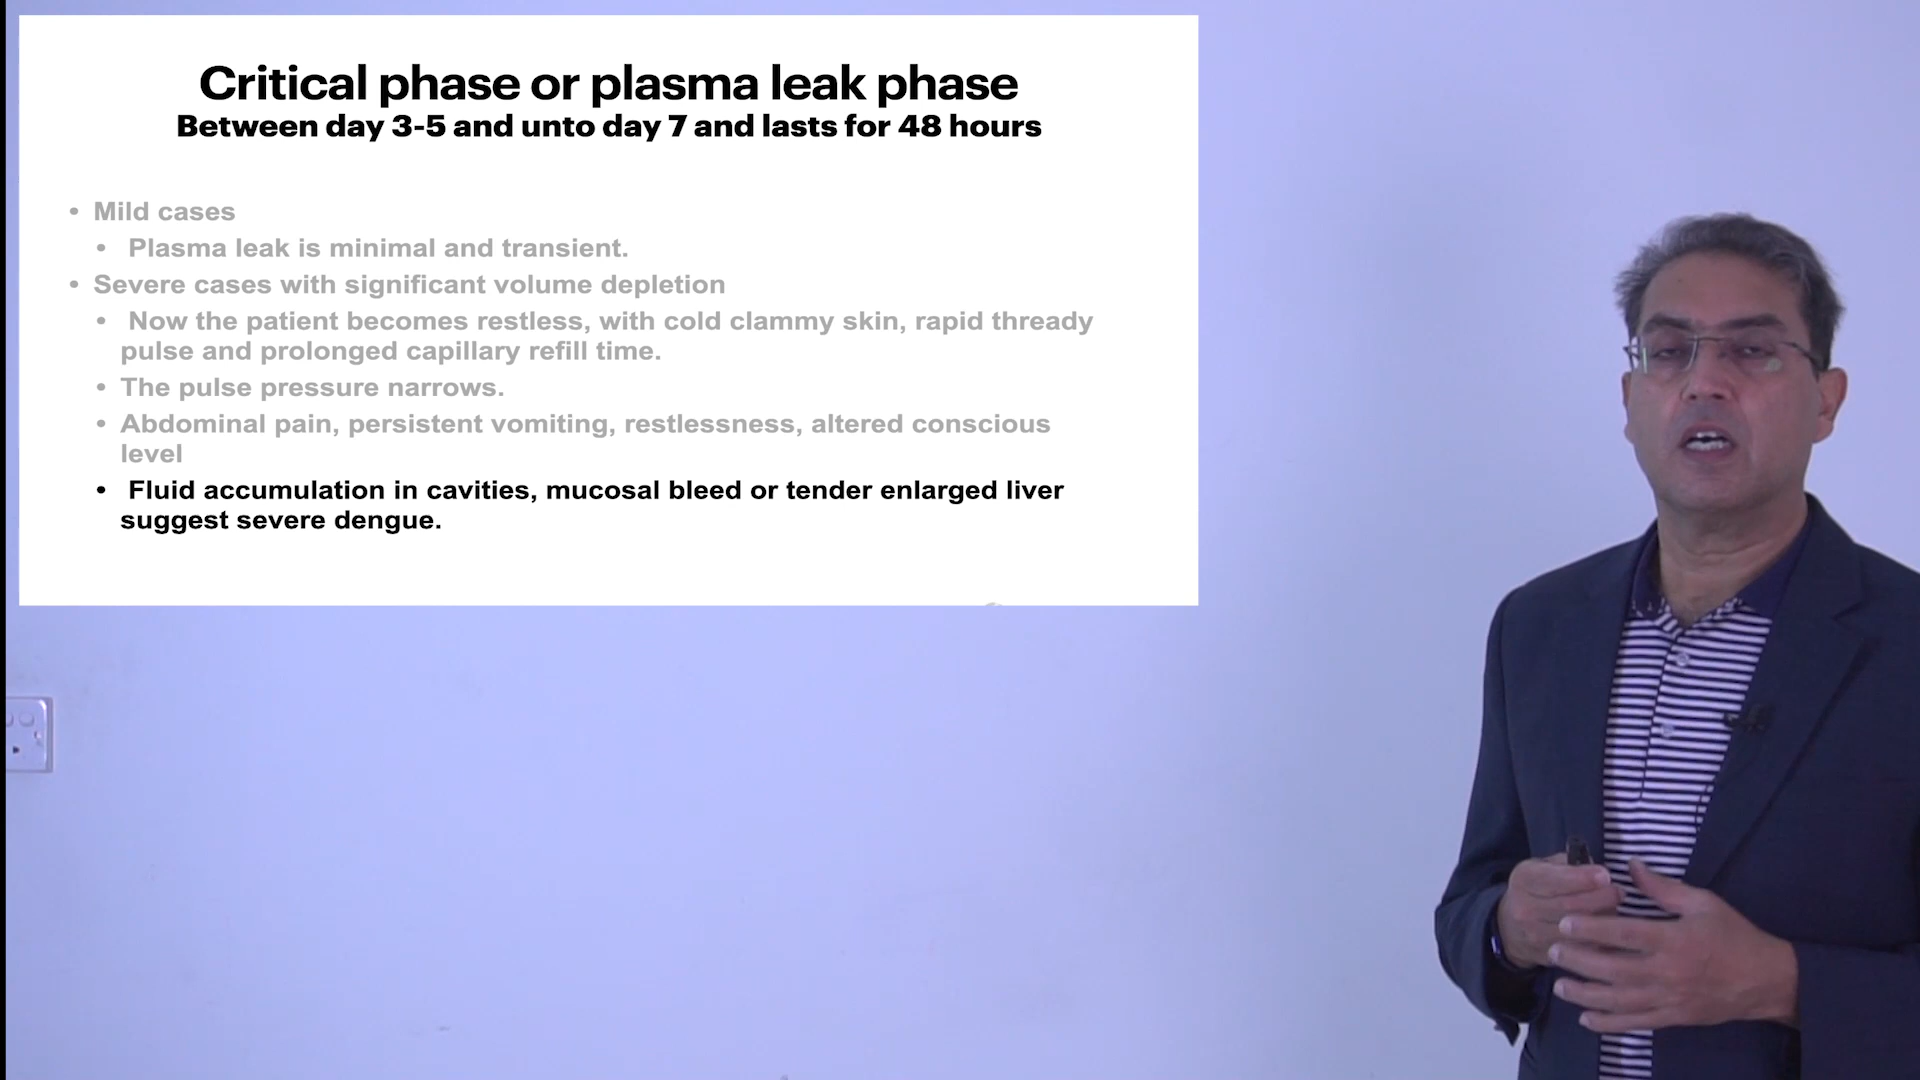 Critical phase or plasma leak phase
Between day 3-5 and unto day 7 and lasts for 48 hours
• Mild cases
• Plasma leak is minimal and transient.
• Severe cases with significant volume depletion
• Now the patient becomes restless, with cold clammy skin, rapid thready
pulse and prolonged capillary refill time.
• The pulse pressure narrows.
• Abdominal pain, persistent vomiting, restlessness, altered conscious
level
• Fluid accumulation in cavities, mucosal bleed or tender enlarged liver
suggest severe dengue.